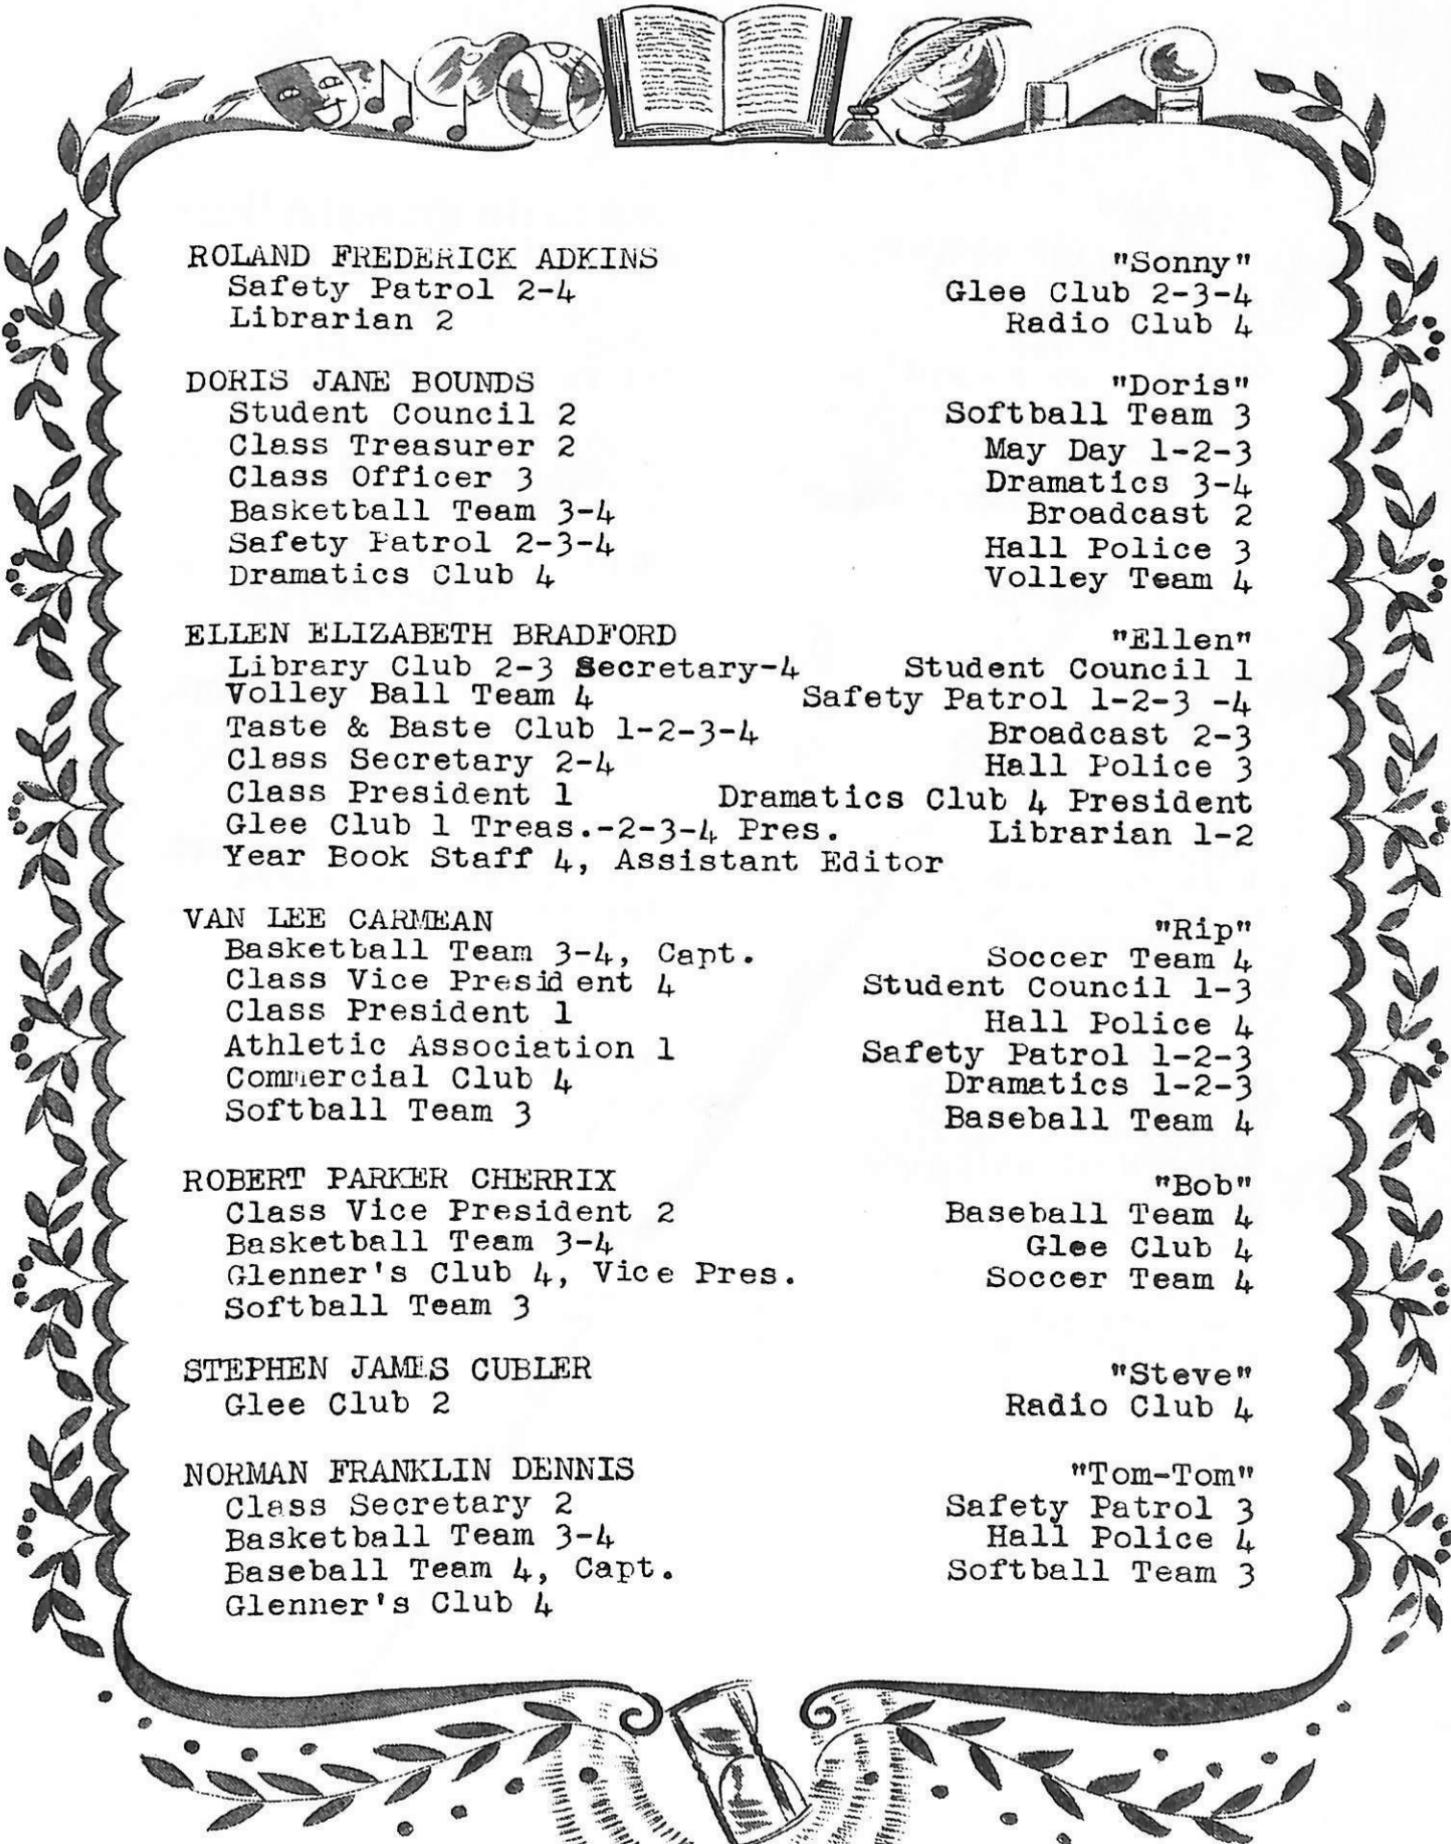 ROLAND FREDERICK ADKINS "Sonny"
Safety Patrol 2-4 Glee Club 2-3-4
Librarian 2 Radio Club 4
DORIS JANE BOUNDS "Doris"
Student Council 2 Softball Team 3
Class Treasurer 2 May Day 1-2-3
Class Officer 3 Dramatics 3-4
Basketball Team 3-4 Broadcast 2
Safety Patrol 2-3-4 Hall Police 3
Dramatics Club 4 Volley Team 4
ELLEN ELIZABETH BRADFORD "Ellen"
Library Club 2-3 Secretary-4 Student Council 1
Volley Ball Team 4 Safety Patrol 1-2-3 -4
Taste & Baste Club 1-2-3-4 Broadcast 2-3
Class Secretary 2-4 Hall Police 3
Class President 1 Dramatics Club 4 President
Glee Club 1 Treas.-2-3-4 Pres. Librarian 1-2
Year Book Staff 4, Assistant Editor
VAN LEE CARMEAN "Rip"
Basketball Team 3-4, Capt. Soccer Team 4
Class Vice President 4 Student Council 1-3
Class President 1 Hall Police 4
Athletic Association 1 Safety Patrol 1-2-3
Commercial Club 4 Dramatics 1-2-3
Softball Team 3 Baseball Team 4
ROBERT PARKER CHERRIX "Bob"
Class Vice President 2 Baseball Team 4
Basketball Team 3-4 Glee Club 4
Glenner's Club 4, Vice Pres. Soccer Team 4
Softball Team 3
STEPHEN JAMES CUBLER "Steve"
Glee Club 2 Radio Club 4
NORMAN FRANKLIN DENNIS "Tom-Tom"
Class Secretary 2 Safety Patrol 3
Basketball Team 3-4 Hall Police 4
Baseball Team 4, Capt. Softball Team 3
Glenner's Club 4